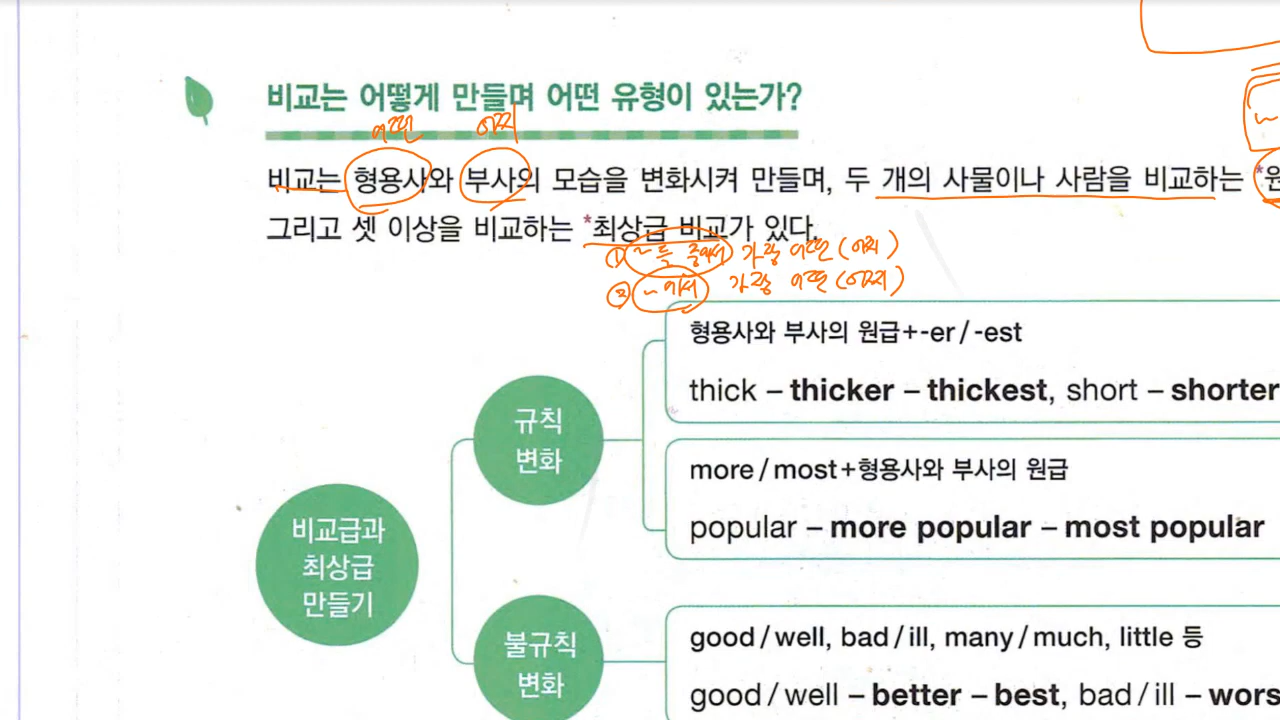 비교는 어떻게 만들며 어떤 유형이 있는가?
어떤 어찌
비교는 형용사와 부사의 모습을 변화시켜 만들며, 두 개의 사물이나 사람을 비교하는 *원
그리고 셋 이상을 비교하는 *최상급 비교가 있다.
① ~들 중에서 가장 어떤 (어찌)
② ~에서 가장 어떤 (어찌)
형용사와 부사의 원급+-er / -est
thick – thicker – thickest, short – shorter
규칙
변화
more / most+형용사와 부사의 원급
popular – more popular – most popular
비교급과
최상급
만들기
불규칙
변화
good / well, bad / ill, many / much, little 등
good / well – better – best, bad / ill – wors